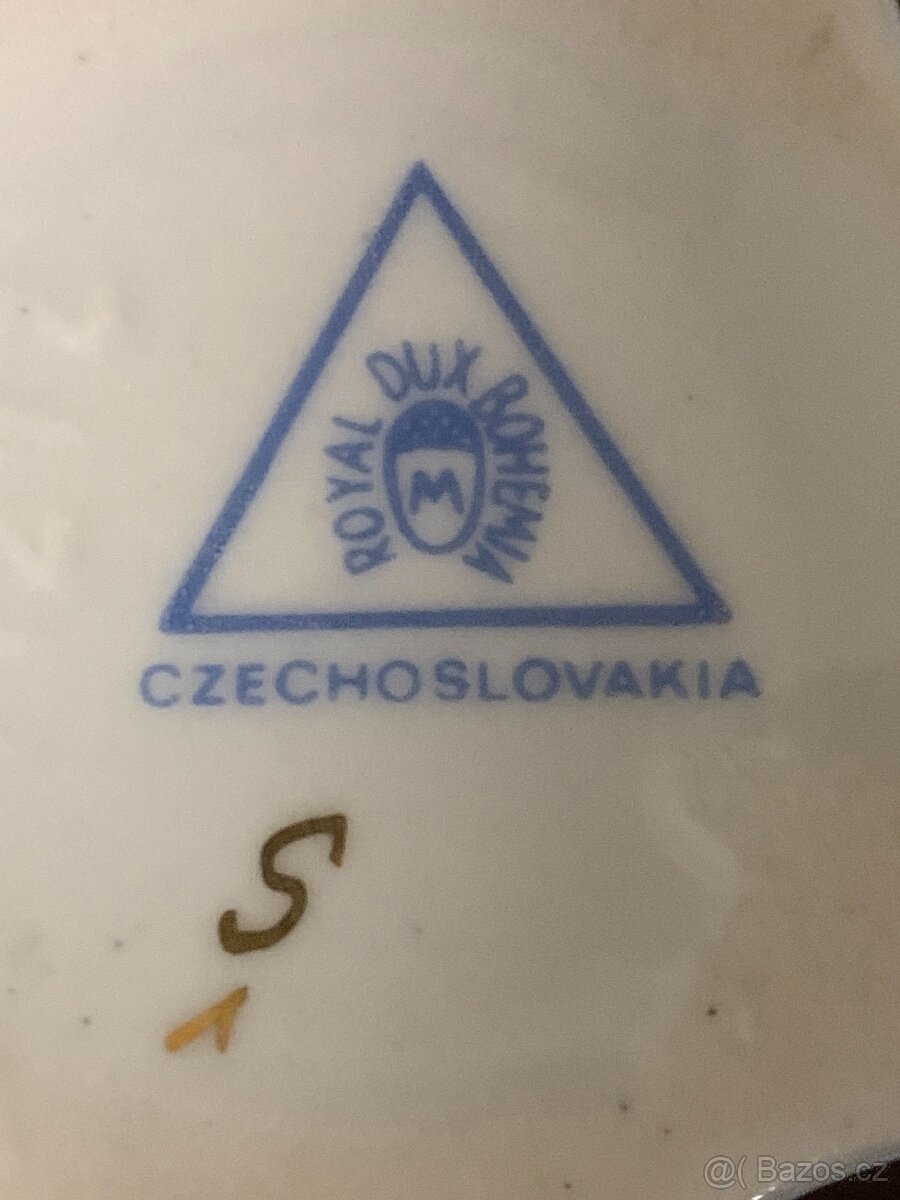 ROYAL DUX BOHEMIA
M
CZECHOSLOVAKIA
S
1
@( Bazos.cz